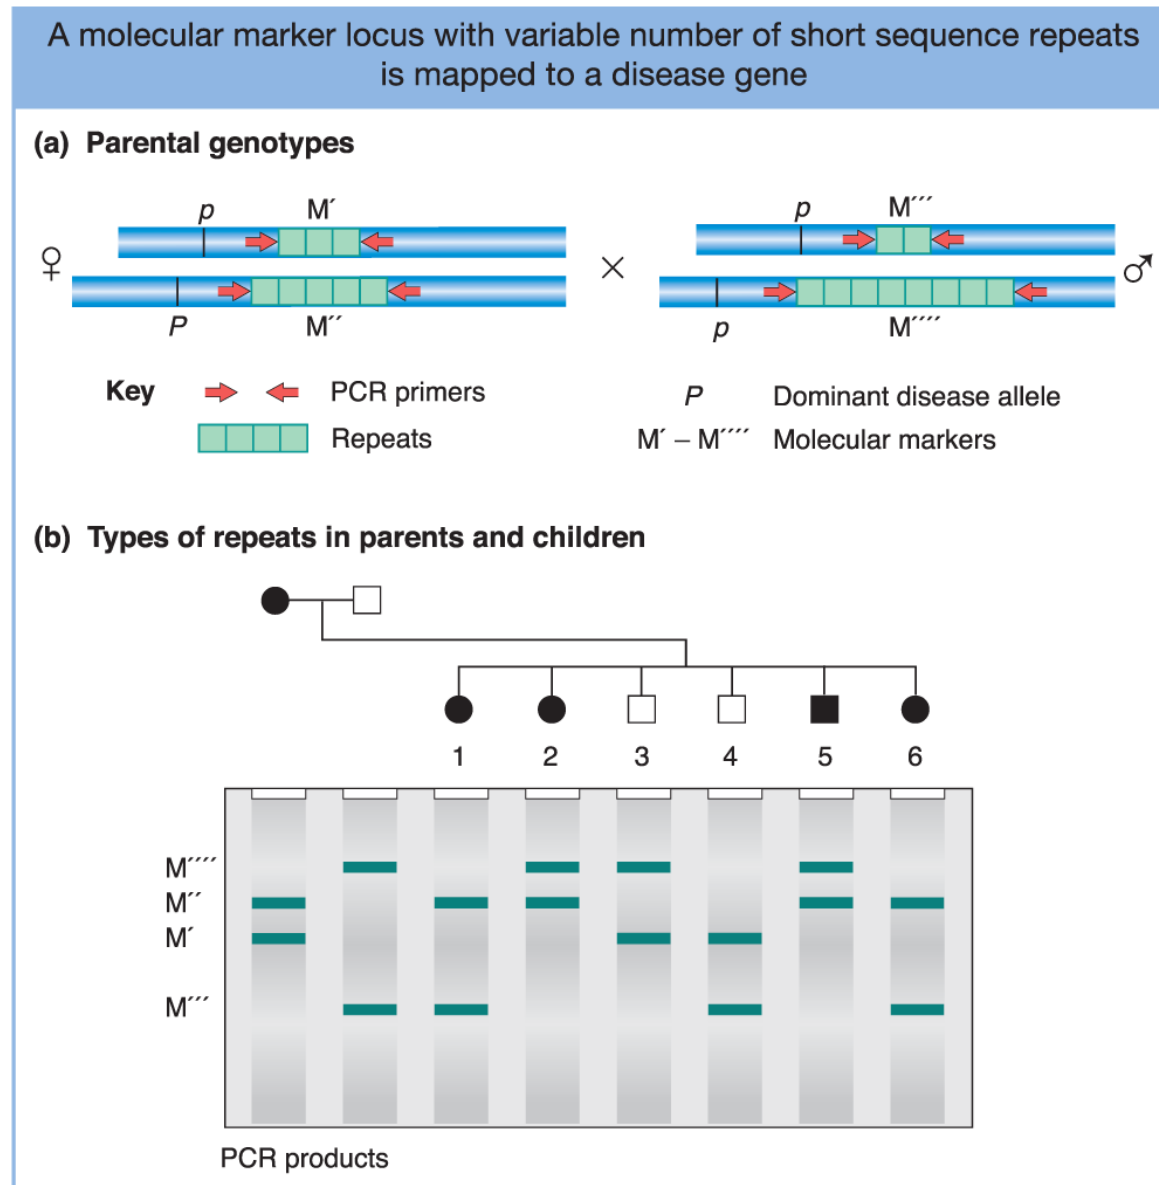 A molecular marker locus with variable number of short sequence repeats
is mapped to a disease gene
(a) Parental genotypes
p M′ p M‴
♀ × ♂
P M″ p M⁗
Key PCR primers P Dominant disease allele
Repeats M′ – M⁗ Molecular markers
(b) Types of repeats in parents and children
1 2 3 4 5 6
M⁗
M″
M′
M‴
PCR products